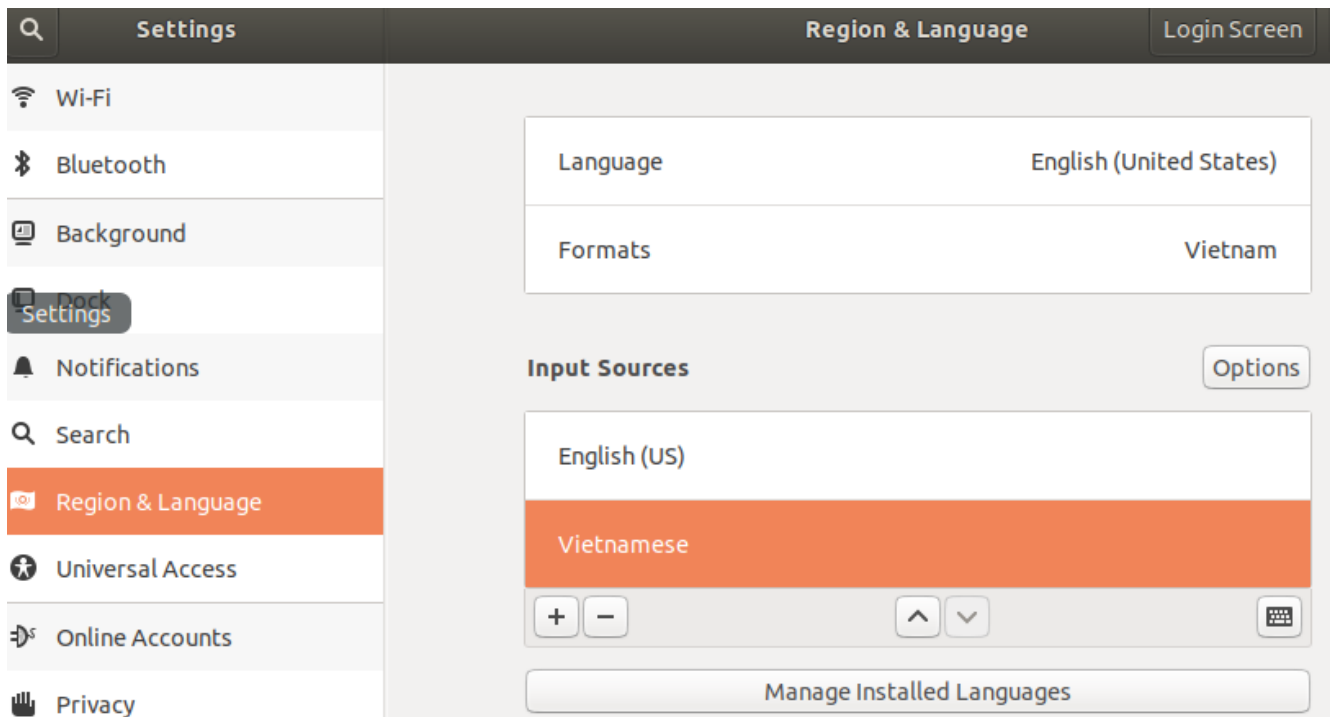 Settings
Region & Language
Login Screen
Wi-Fi
Bluetooth
Background
Dock
Settings
Notifications
Search
Region & Language
Universal Access
Online Accounts
Privacy
Language
English (United States)
Formats
Vietnam
Input Sources
Options
English (US)
Vietnamese
Manage Installed Languages